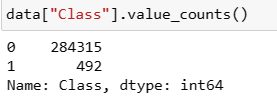 data["Class"].value_counts()
0    284315
1       492
Name: Class, dtype: int64